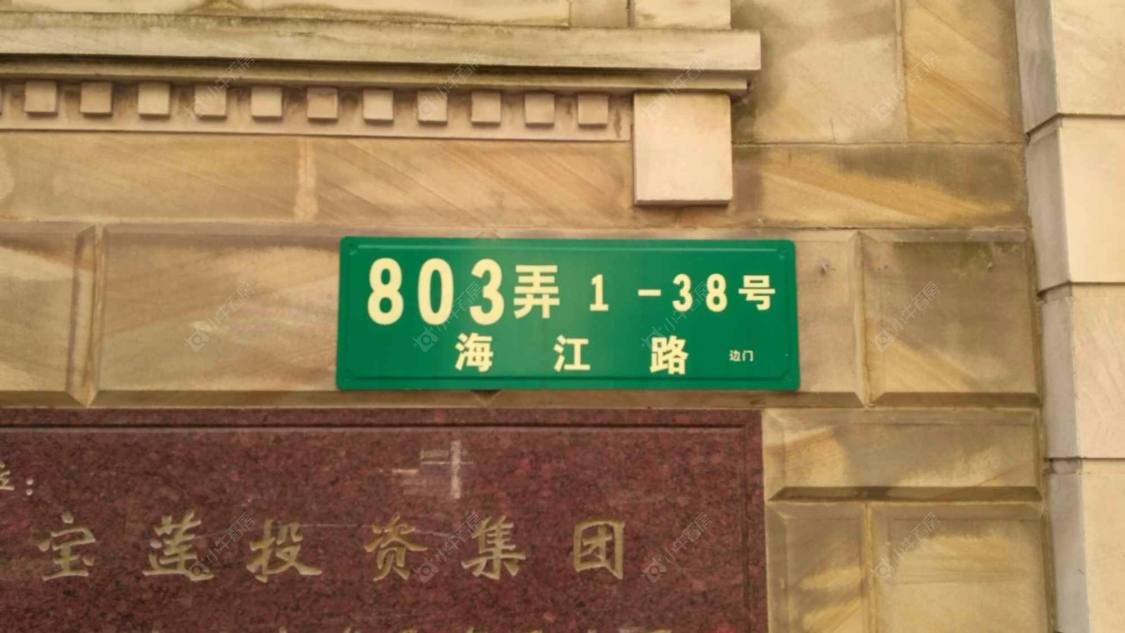 803弄 1-38号
海江路 边门
宝莲投资集团